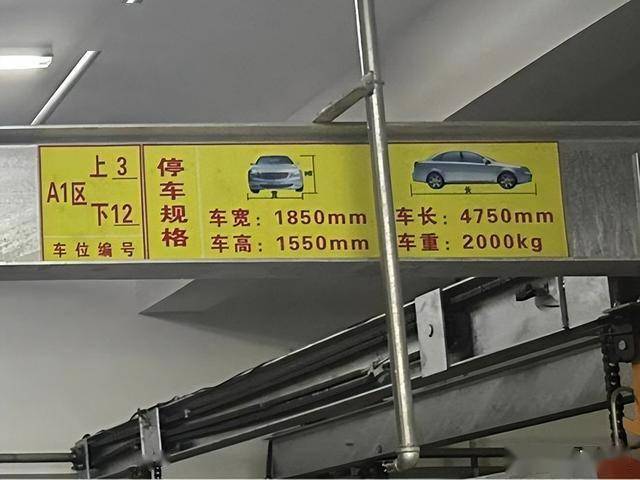 A1区
上 3
下12
车位编号
停车规格
高
宽
长
车宽：1850mm
车高：1550mm
车长：4750mm
车重：2000kg